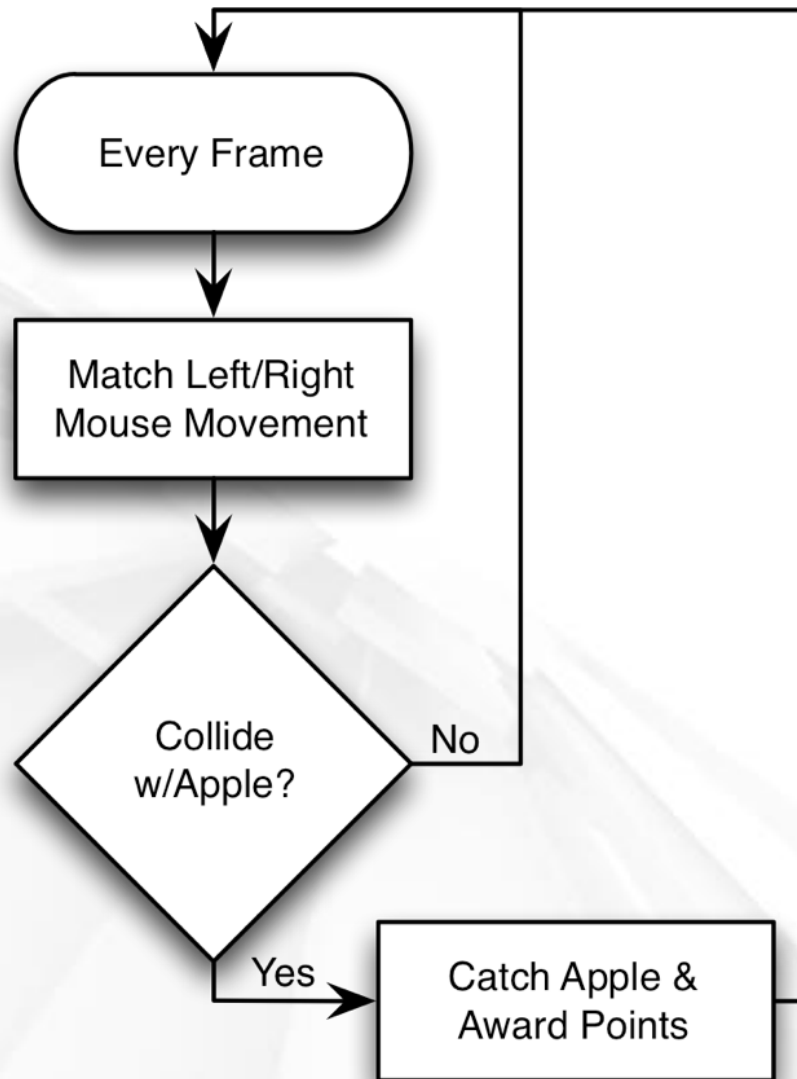 Every Frame
Match Left/Right
Mouse Movement
Collide
w/Apple?
No
Yes
Catch Apple &
Award Points